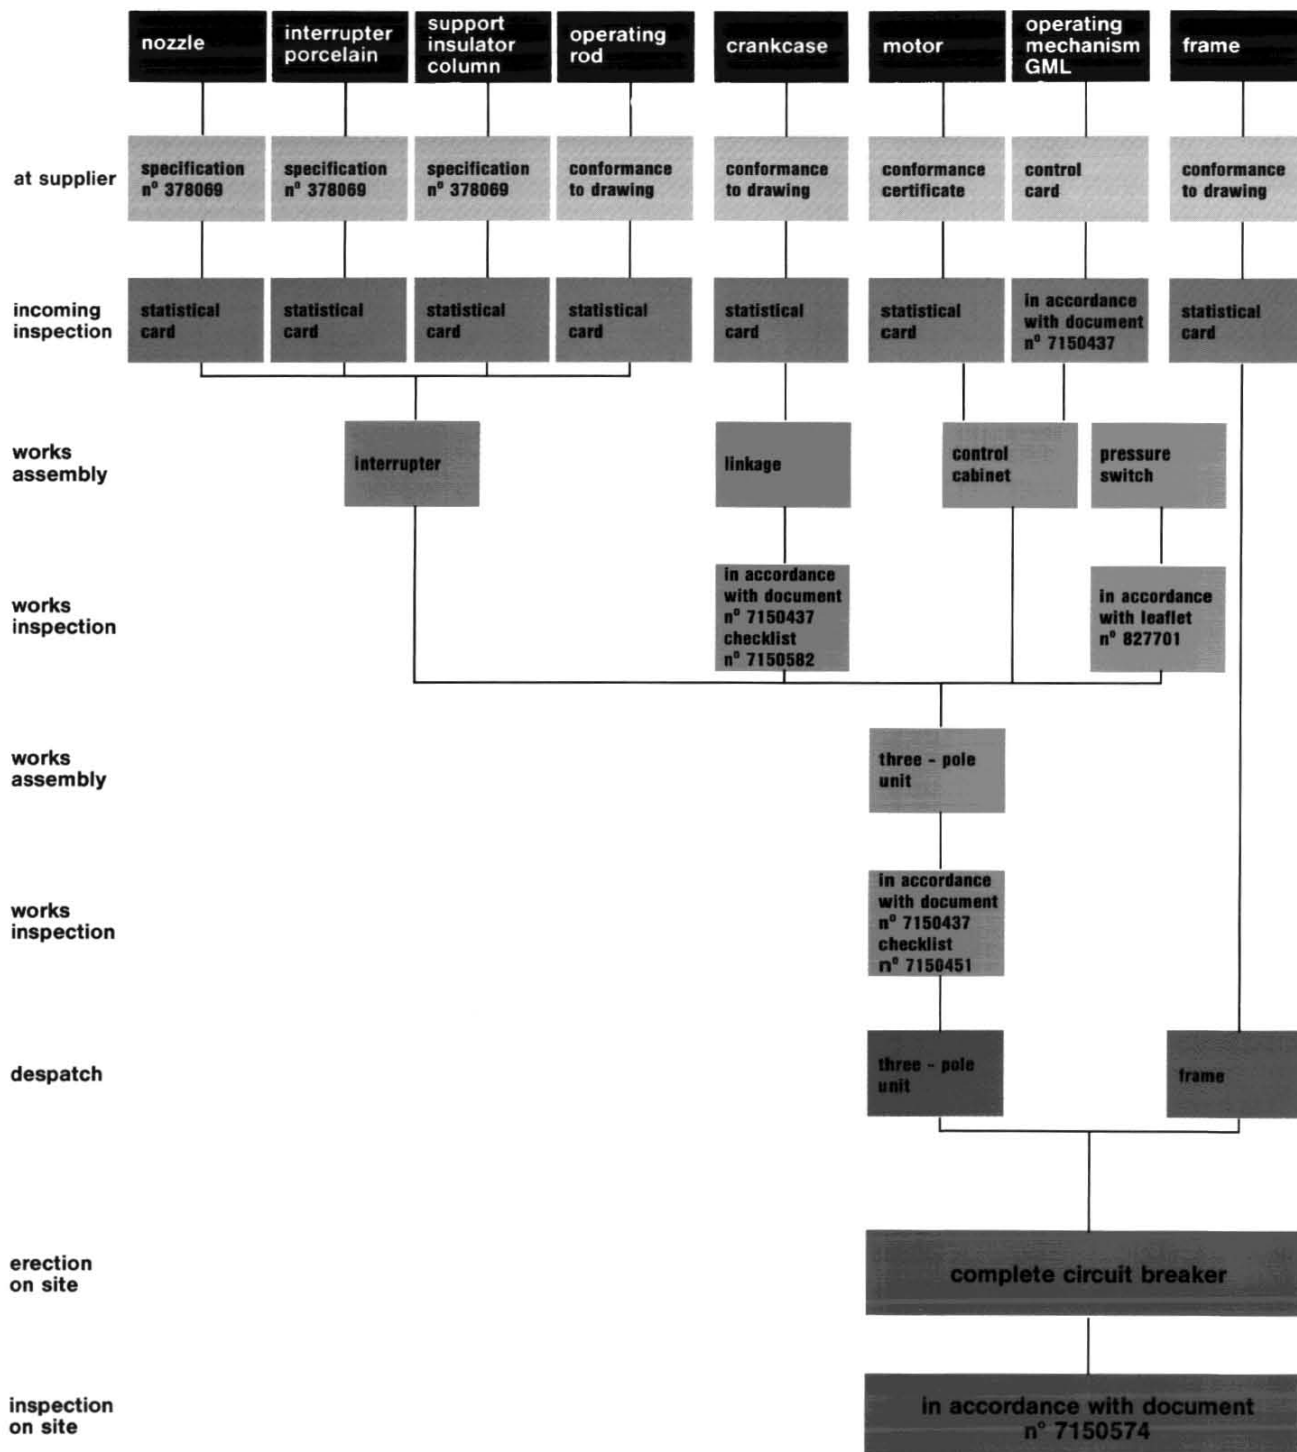 nozzle
interrupter
porcelain
support
insulator
column
operating
rod
crankcase
motor
operating
mechanism
GML
frame
at supplier
specification
n° 378069
specification
n° 378069
specification
n° 378069
conformance
to drawing
conformance
to drawing
conformance
certificate
control
card
conformance
to drawing
incoming
inspection
statistical
card
statistical
card
statistical
card
statistical
card
statistical
card
statistical
card
in accordance
with document
n° 7150437
statistical
card
works
assembly
interrupter
linkage
control
cabinet
pressure
switch
works
inspection
in accordance
with document
n° 7150437
checklist
n° 7150582
in accordance
with leaflet
n° 827701
works
assembly
three - pole
unit
works
inspection
in accordance
with document
n° 7150437
checklist
n° 7150451
despatch
three - pole
unit
frame
erection
on site
complete circuit breaker
inspection
on site
in accordance with document
n° 7150574